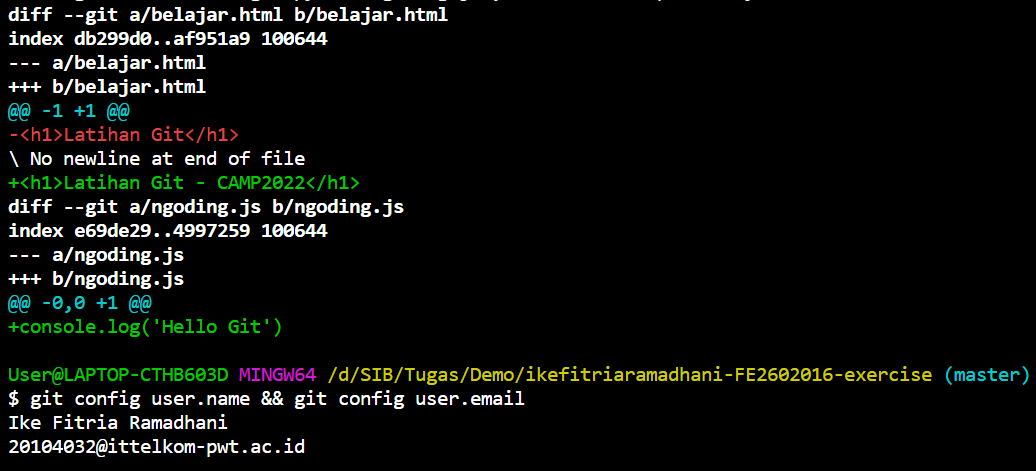 diff --git a/belajar.html b/belajar.html
index db299d0..af951a9 100644
--- a/belajar.html
+++ b/belajar.html
@@ -1 +1 @@
-<h1>Latihan Git</h1>
\ No newline at end of file
+<h1>Latihan Git - CAMP2022</h1>
diff --git a/ngoding.js b/ngoding.js
index e69de29..4997259 100644
--- a/ngoding.js
+++ b/ngoding.js
@@ -0,0 +1 @@
+console.log('Hello Git')
User@LAPTOP-CTHB603D MINGW64 /d/SIB/Tugas/Demo/ikefitriaramadhani-FE2602016-exercise (master)
$ git config user.name && git config user.email
Ike Fitria Ramadhani
20104032@ittelkom-pwt.ac.id